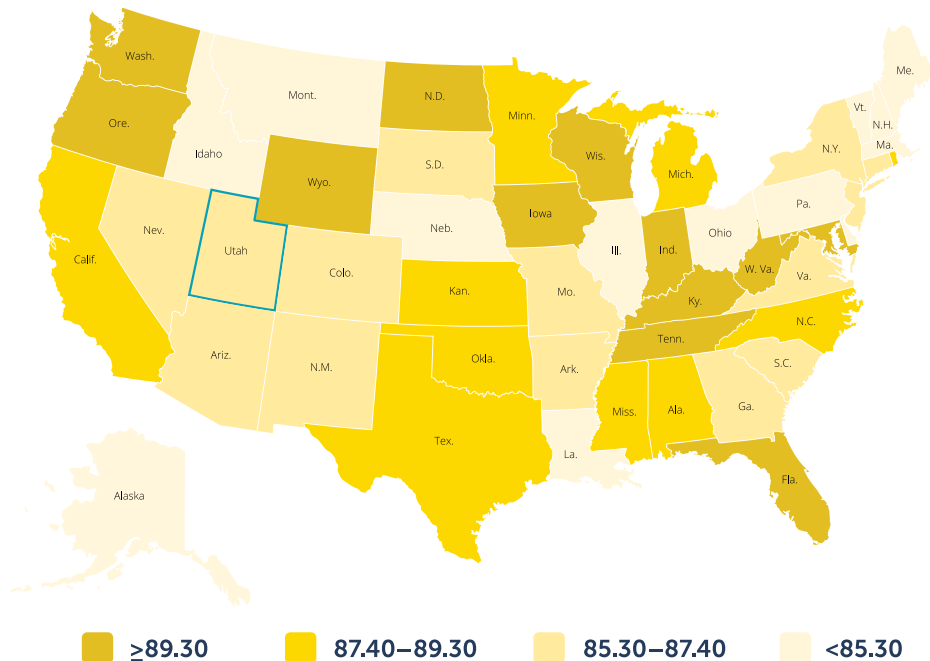 Wash.
Ore.
Idaho
Mont.
N.D.
Minn.
Wis.
Mich.
N.Y.
Vt.
N.H.
Me.
Ma.
Wyo.
S.D.
Iowa
Neb.
Ill.
Ind.
Ohio
Pa.
Calif.
Nev.
Utah
Colo.
Kan.
Mo.
Ky.
W. Va.
Va.
Ariz.
N.M.
Okla.
Ark.
Tenn.
N.C.
S.C.
Tex.
La.
Miss.
Ala.
Ga.
Fla.
Alaska
≥89.30 87.40–89.30 85.30–87.40 <85.30